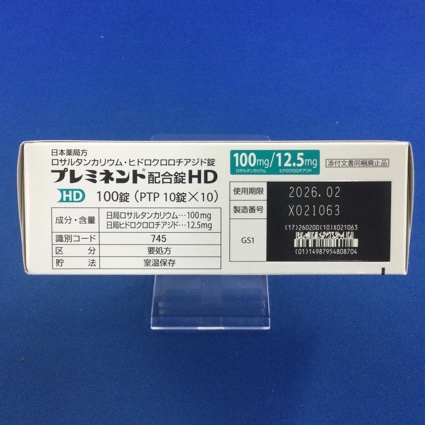 日本薬局方
ロサルタンカリウム・ヒドロクロロチアジド錠
プレミネント配合錠HD
HD 100錠 (PTP 10錠×10)
成分・含量 日局ロサルタンカリウム…100mg
日局ヒドロクロロチアジド…12.5mg
識別コード 745
区分 要処方
貯法 室温保存
100mg/12.5mg
ロサルタンカリウム ヒドロクロロチアジド
添付文書同梱廃止品
使用期限 2026.02
製造番号 X021063
GS1
(17)260200(10)X021063
(01)14987954808704